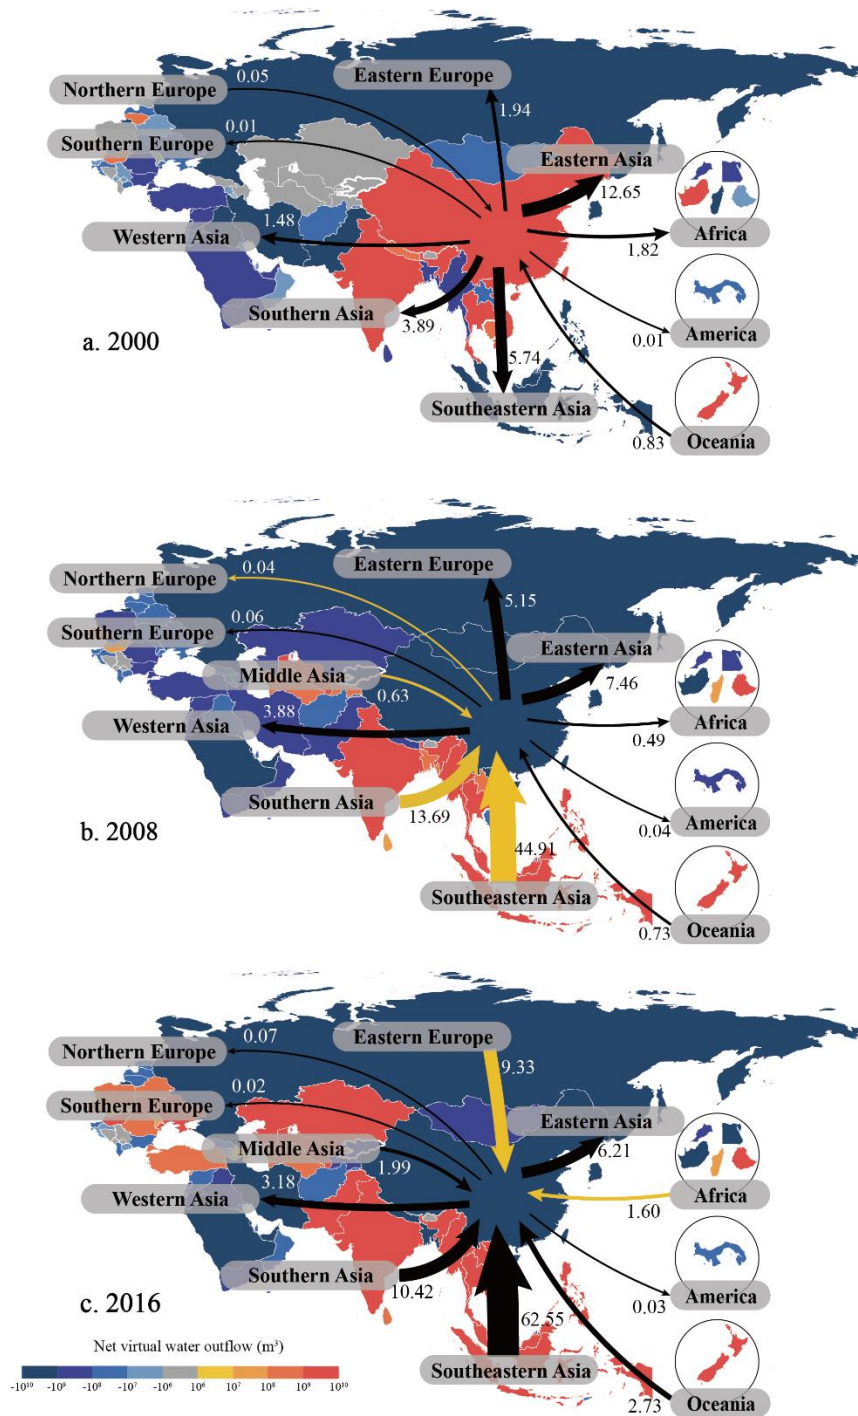 0.05
Eastern Europe
Northern Europe
1.94
0.01
Southern Europe
Eastern Asia
12.65
1.48
Western Asia
Africa
1.82
Southern Asia
3.89
America
0.01
a. 2000
5.74
Southeastern Asia
Oceania
0.83
0.04
Eastern Europe
Northern Europe
5.15
0.06
Southern Europe
Eastern Asia
7.46
Middle Asia
0.63
3.88
Western Asia
Africa
0.49
Southern Asia
13.69
America
0.04
b. 2008
44.91
Southeastern Asia
Oceania
0.73
0.07
Eastern Europe
Northern Europe
9.33
0.02
Southern Europe
Eastern Asia
6.21
Middle Asia
1.99
3.18
Western Asia
Africa
1.60
Southern Asia
10.42
America
0.03
c. 2016
62.55
Southeastern Asia
Oceania
2.73
Net virtual water outflow (m³)
-10¹⁰ -10⁹ -10⁸ -10⁷ -10⁶ 10⁶ 10⁷ 10⁸ 10⁹ 10¹⁰